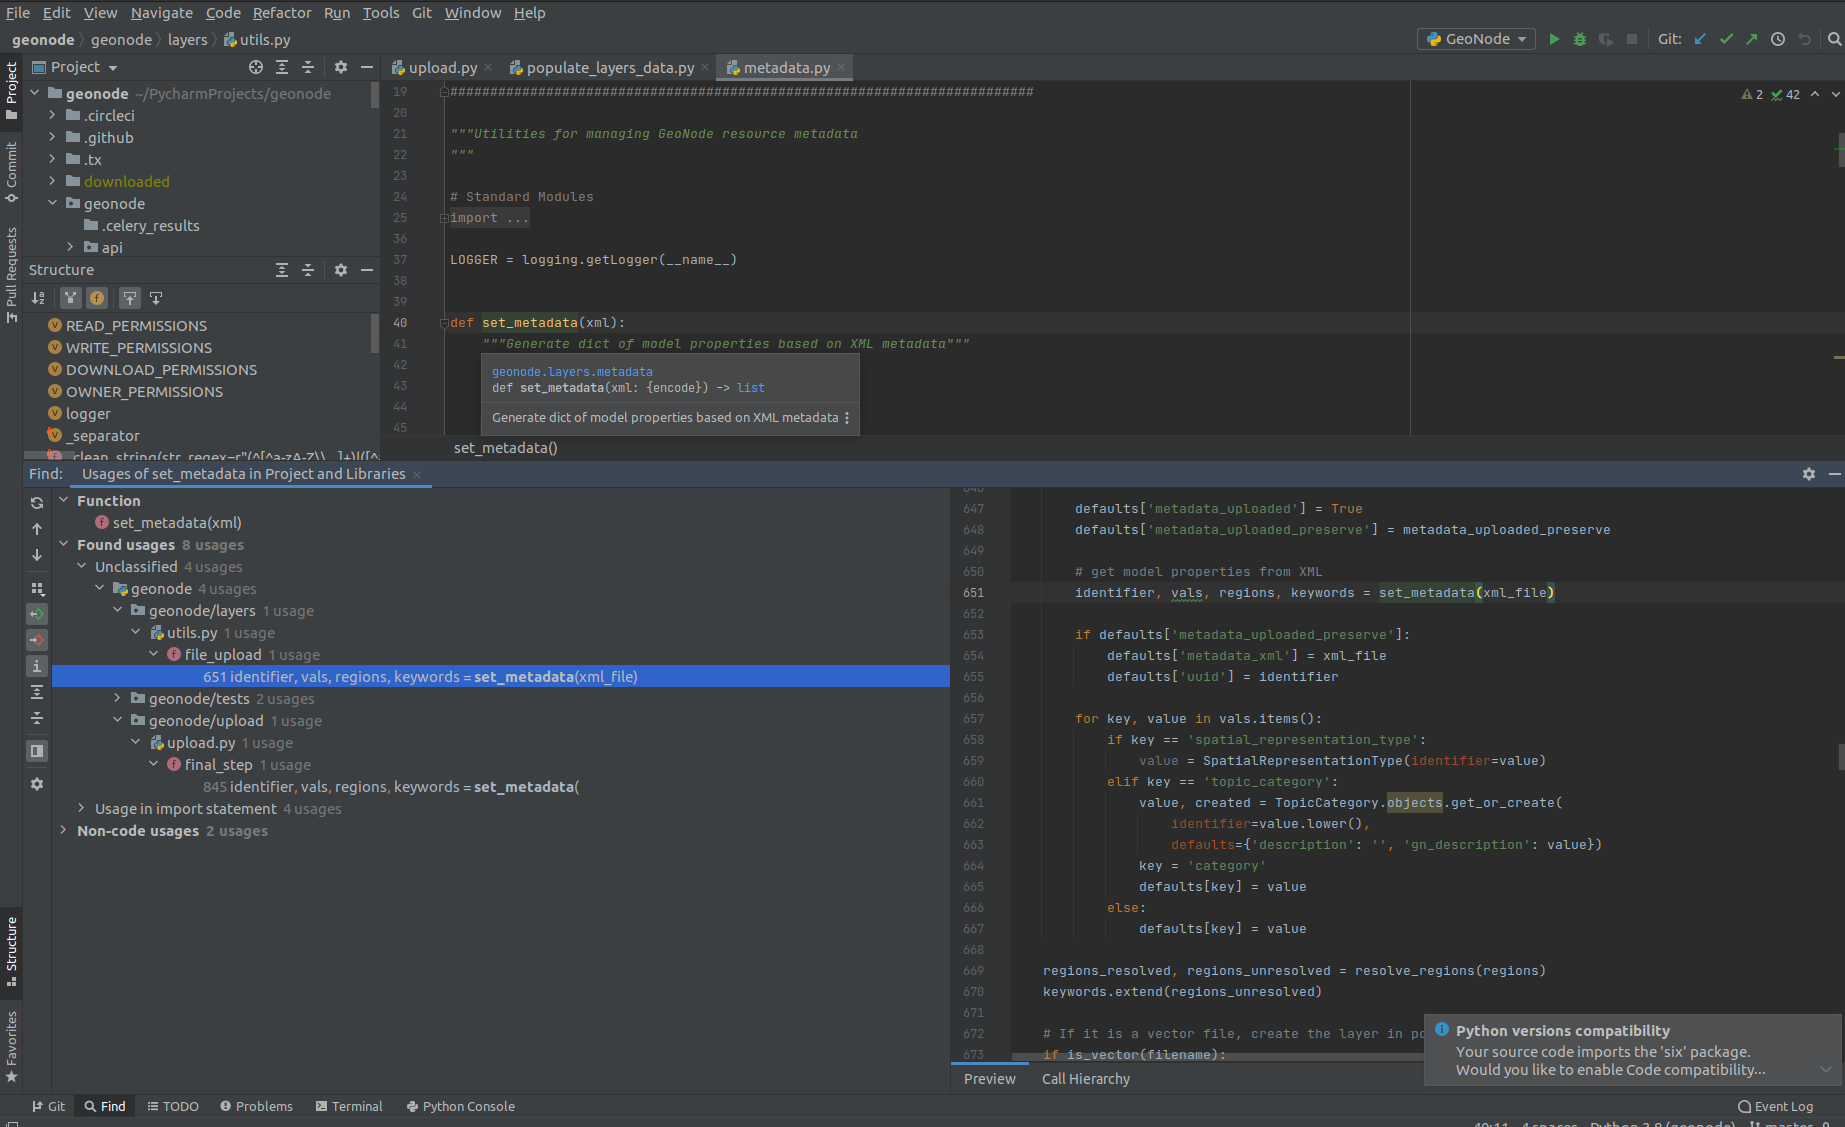 File Edit View Navigate Code Refactor Run Tools Git Window Help
geonode geonode layers utils.py
GeoNode Git:
Project
upload.py populate_layers_data.py metadata.py
geonode ~/PycharmProjects/geonode
.circleci
.github
.tx
downloaded
geonode
.celery_results
api
Structure
READ_PERMISSIONS
WRITE_PERMISSIONS
DOWNLOAD_PERMISSIONS
OWNER_PERMISSIONS
logger
_separator
Project
Commit
Pull Requests
Structure
Favorites
2 42
19 #########################################################################
20
21 """Utilities for managing GeoNode resource metadata
22 """
23
24 # Standard Modules
25 import ...
36
37 LOGGER = logging.getLogger(__name__)
38
39
40 def set_metadata(xml):
41 """Generate dict of model properties based on XML metadata"""
42
43
44
45
geonode.layers.metadata
def set_metadata(xml: {encode}) -> list
Generate dict of model properties based on XML metadata
set_metadata()
Find: Usages of set_metadata in Project and Libraries
Function
set_metadata(xml)
Found usages 8 usages
Unclassified 4 usages
geonode 4 usages
geonode/layers 1 usage
utils.py 1 usage
file_upload 1 usage
651 identifier, vals, regions, keywords = set_metadata(xml_file)
geonode/tests 2 usages
geonode/upload 1 usage
upload.py 1 usage
final_step 1 usage
845 identifier, vals, regions, keywords = set_metadata(
Usage in import statement 4 usages
Non-code usages 2 usages
647 defaults['metadata_uploaded'] = True
648 defaults['metadata_uploaded_preserve'] = metadata_uploaded_preserve
649
650 # get model properties from XML
651 identifier, vals, regions, keywords = set_metadata(xml_file)
652
653 if defaults['metadata_uploaded_preserve']:
654 defaults['metadata_xml'] = xml_file
655 defaults['uuid'] = identifier
656
657 for key, value in vals.items():
658 if key == 'spatial_representation_type':
659 value = SpatialRepresentationType(identifier=value)
660 elif key == 'topic_category':
661 value, created = TopicCategory.objects.get_or_create(
662 identifier=value.lower(),
663 defaults={'description': '', 'gn_description': value})
664 key = 'category'
665 defaults[key] = value
666 else:
667 defaults[key] = value
668
669 regions_resolved, regions_unresolved = resolve_regions(regions)
670 keywords.extend(regions_unresolved)
671
672 # If it is a vector file, create the layer in po
673 if is_vector(filename):
Python versions compatibility
Your source code imports the 'six' package.
Would you like to enable Code compatibility...
Preview Call Hierarchy
Git Find TODO Problems Terminal Python Console Event Log